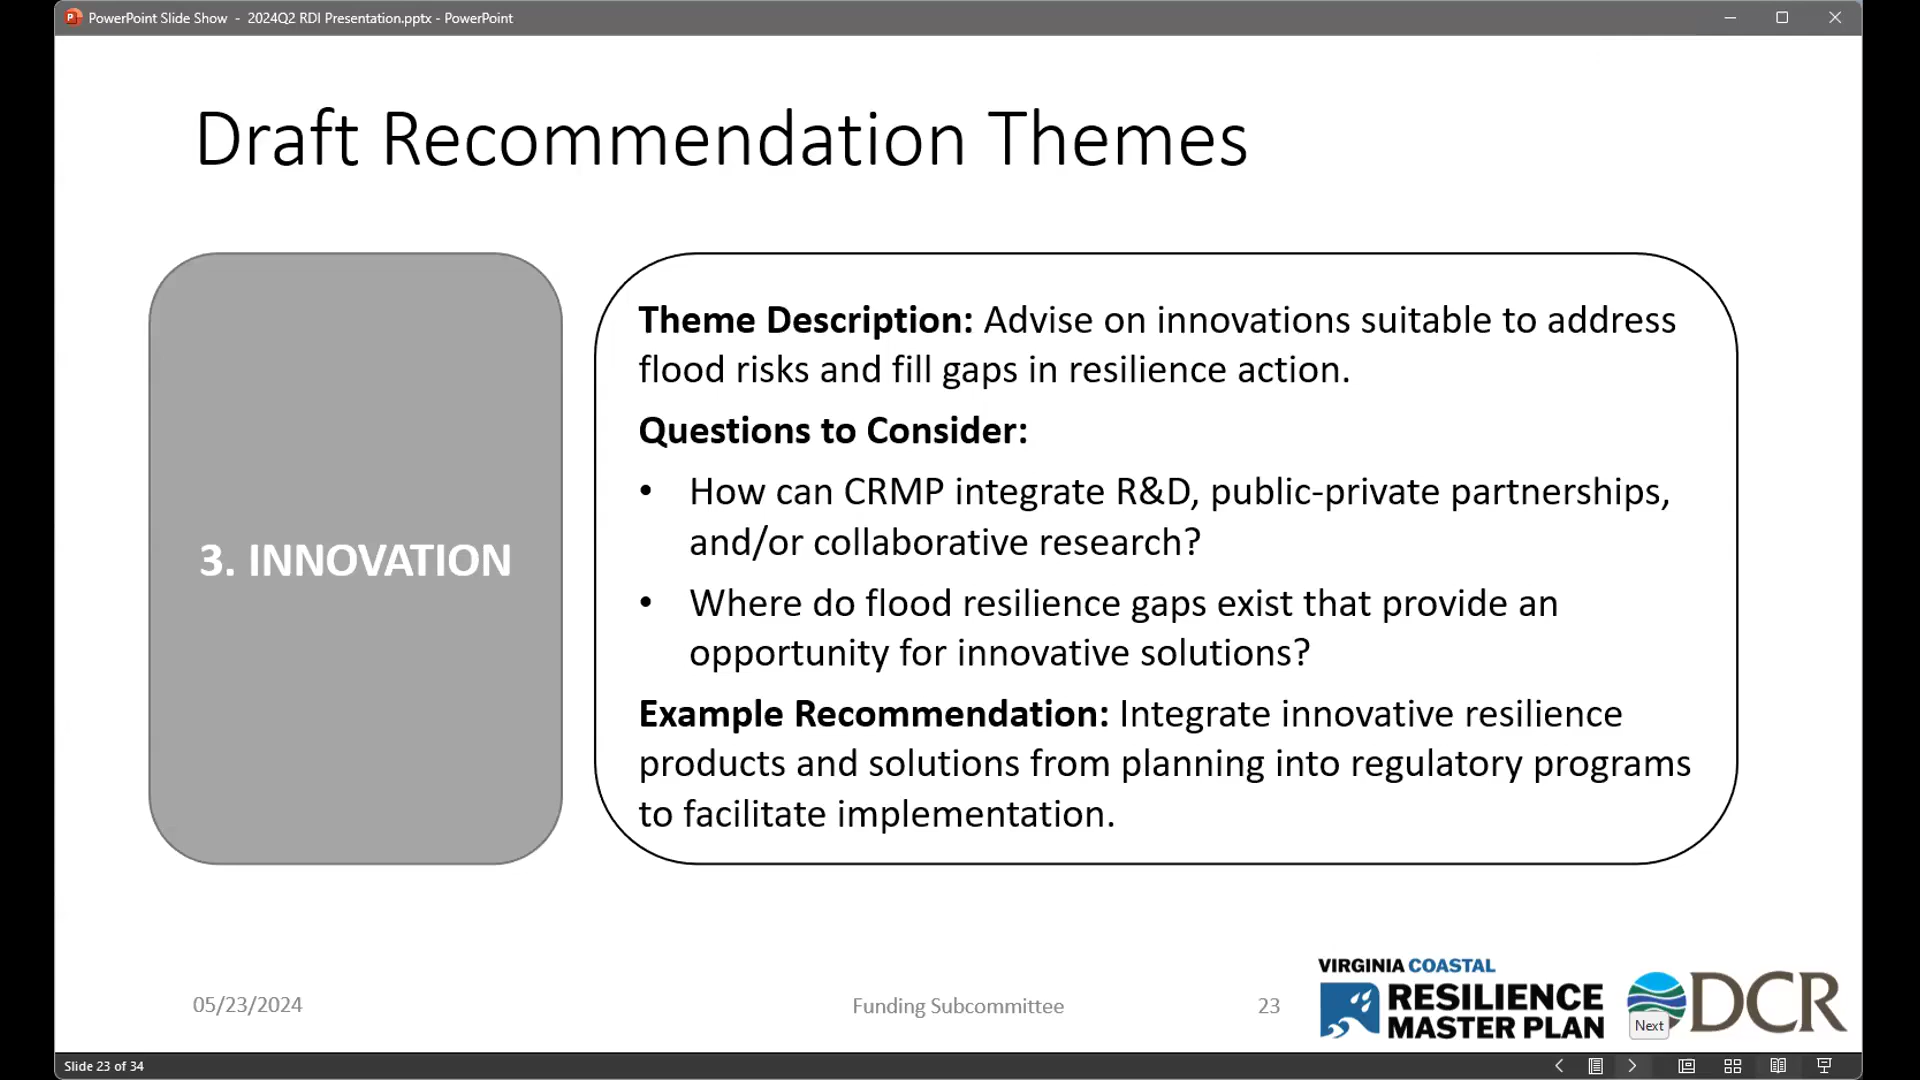 PowerPoint Slide Show - 2024Q2 RDI Presentation.pptx - PowerPoint
Draft Recommendation Themes
3. INNOVATION
Theme Description: Advise on innovations suitable to address
flood risks and fill gaps in resilience action.
Questions to Consider:
• How can CRMP integrate R&D, public-private partnerships,
and/or collaborative research?
• Where do flood resilience gaps exist that provide an
opportunity for innovative solutions?
Example Recommendation: Integrate innovative resilience
products and solutions from planning into regulatory programs
to facilitate implementation.
05/23/2024
Funding Subcommittee
23
VIRGINIA COASTAL
RESILIENCE
MASTER PLAN
DCR
Next
Slide 23 of 34